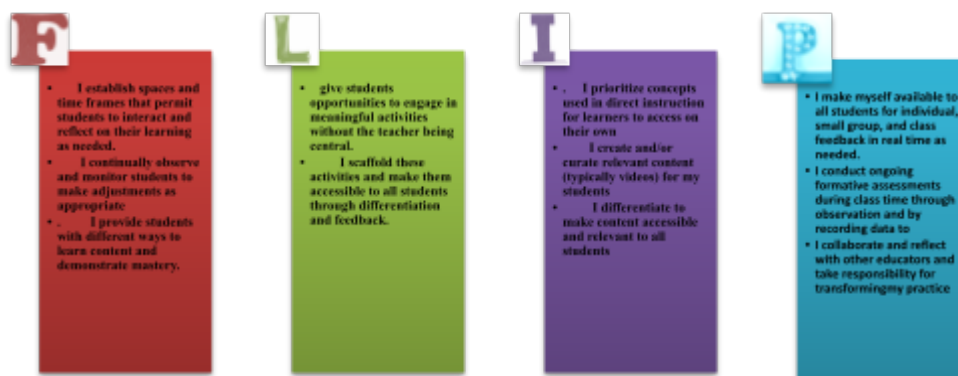 F
• I establish spaces and
time frames that permit
students to interact and
reflect on their learning
as needed.
• I continually observe
and monitor students to
make adjustments as
appropriate
• . I provide students
with different ways to
learn content and
demonstrate mastery.
L
• give students
opportunities to engage in
meaningful activities
without the teacher being
central.
• I scaffold these
activities and make them
accessible to all students
through differentiation
and feedback.
I
• . I prioritize concepts
used in direct instruction
for learners to access on
their own
• I create and/or
curate relevant content
(typically videos) for my
students
• I differentiate to
make content accessible
and relevant to all
students
P
• I make myself available to
all students for individual,
small group, and class
feedback in real time as
needed.
• I conduct ongoing
formative assessments
during class time through
observation and by
recording data to
• I collaborate and reflect
with other educators and
take responsibility for
transformingmy practice